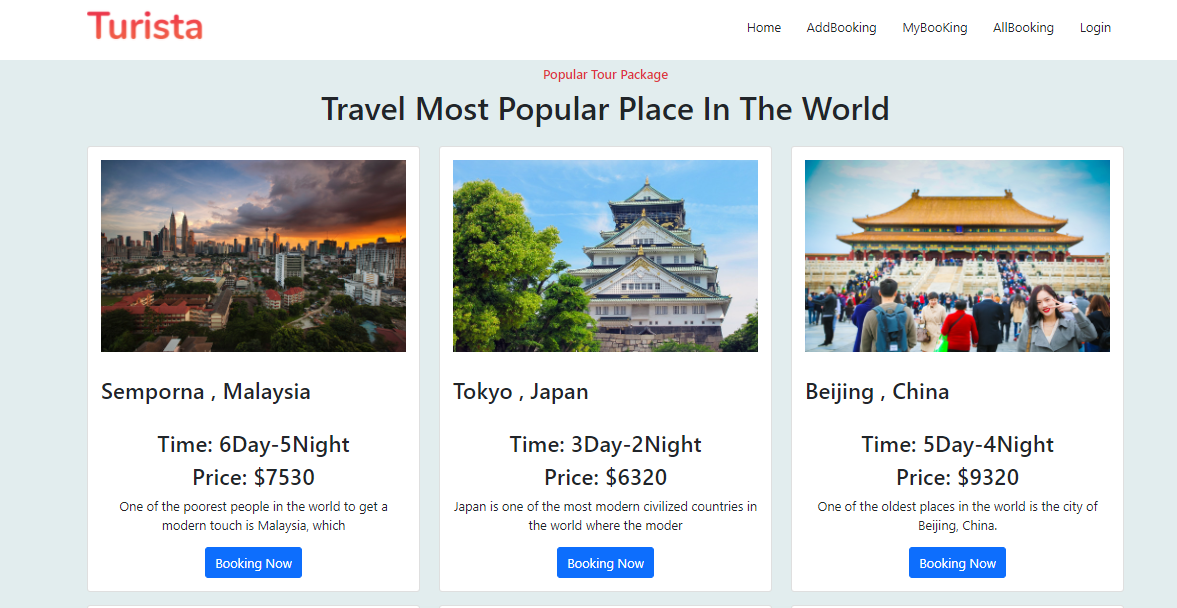 Turista
Home AddBooking MyBooKing AllBooking Login
Popular Tour Package
Travel Most Popular Place In The World
Semporna , Malaysia
Time: 6Day-5Night
Price: $7530
One of the poorest people in the world to get a
modern touch is Malaysia, which
Booking Now
Tokyo , Japan
Time: 3Day-2Night
Price: $6320
Japan is one of the most modern civilized countries in
the world where the moder
Booking Now
Beijing , China
Time: 5Day-4Night
Price: $9320
One of the oldest places in the world is the city of
Beijing, China.
Booking Now